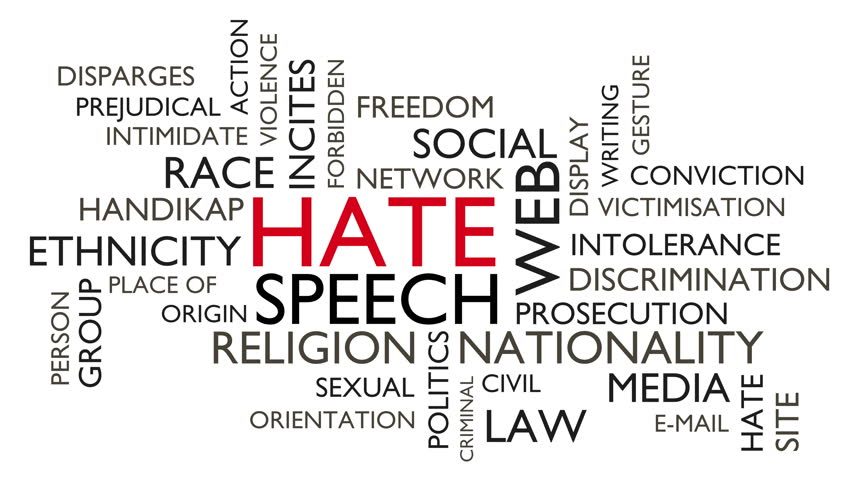 DISPARGES
PREJUDICAL
INTIMIDATE
ACTION
VIOLENCE
INCITES
FORBIDDEN
FREEDOM
SOCIAL
NETWORK
RACE
HANDIKAP
ETHNICITY
HATE
SPEECH
WEB
DISPLAY
WRITING
GESTURE
CONVICTION
VICTIMISATION
INTOLERANCE
DISCRIMINATION
PROSECUTION
PERSON
GROUP
PLACE OF
ORIGIN
RELIGION
NATIONALITY
SEXUAL
ORIENTATION
POLITICS
CRIMINAL
CIVIL
LAW
MEDIA
E-MAIL
HATE
SITE